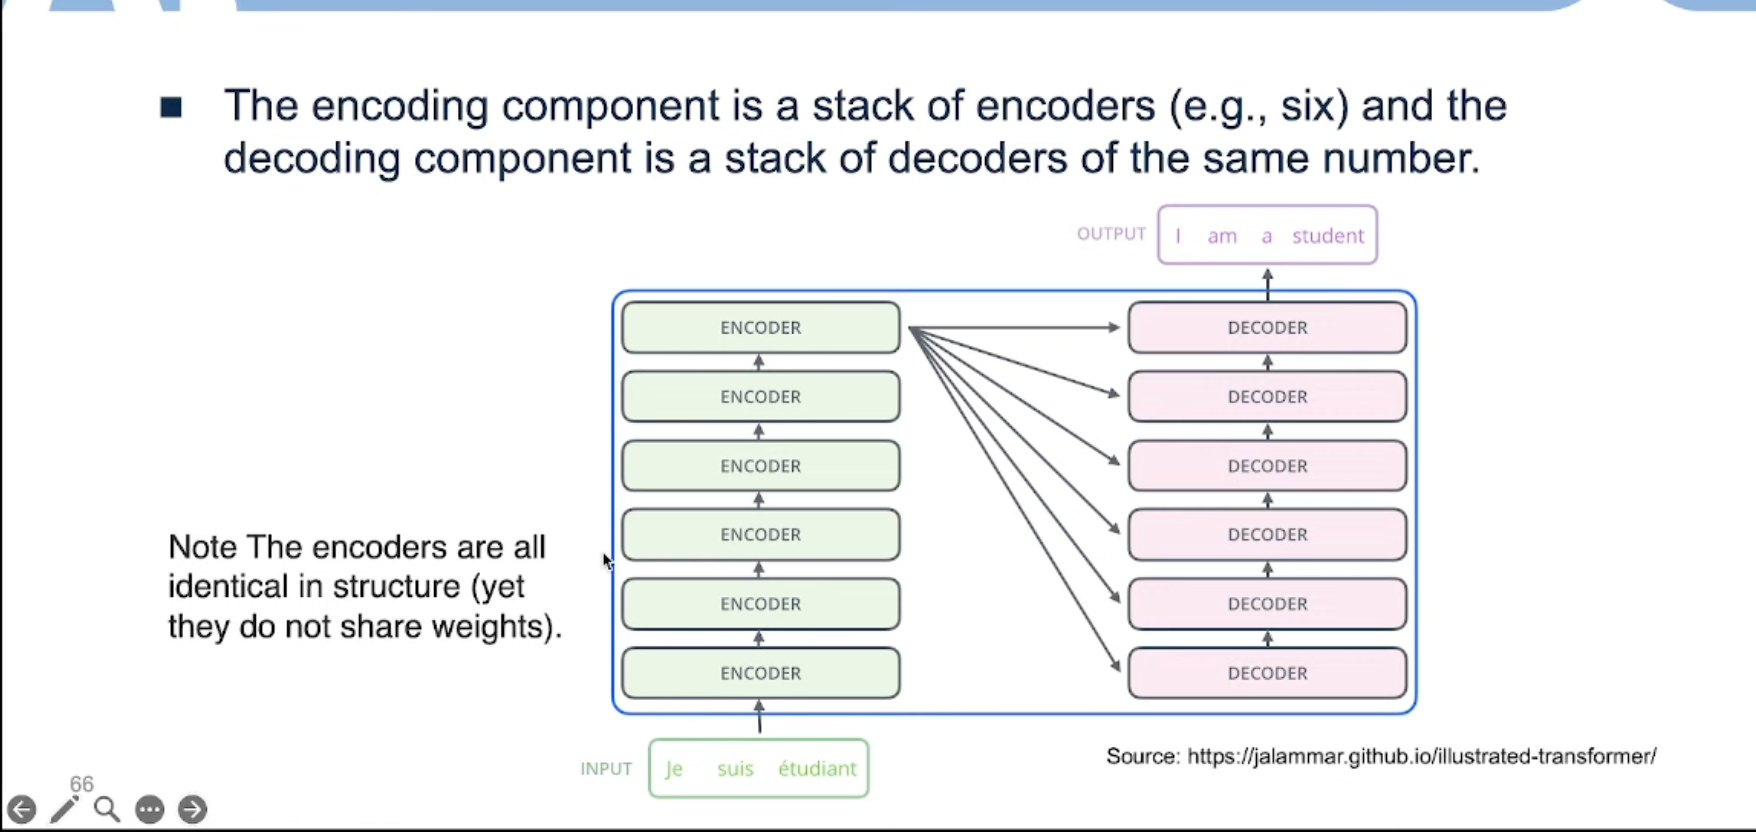 The encoding component is a stack of encoders (e.g., six) and the
decoding component is a stack of decoders of the same number.
OUTPUT I am a student
ENCODER DECODER
ENCODER DECODER
ENCODER DECODER
ENCODER DECODER
ENCODER DECODER
ENCODER DECODER
Note The encoders are all
identical in structure (yet
they do not share weights).
INPUT Je suis étudiant
Source: https://jalammar.github.io/illustrated-transformer/
66